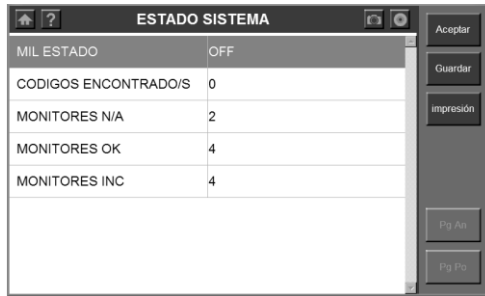 ? ESTADO SISTEMA
Aceptar
MIL ESTADO OFF
Guardar
CODIGOS ENCONTRADO/S 0
impresión
MONITORES N/A 2
MONITORES OK 4
MONITORES INC 4
Pg An
Pg Po